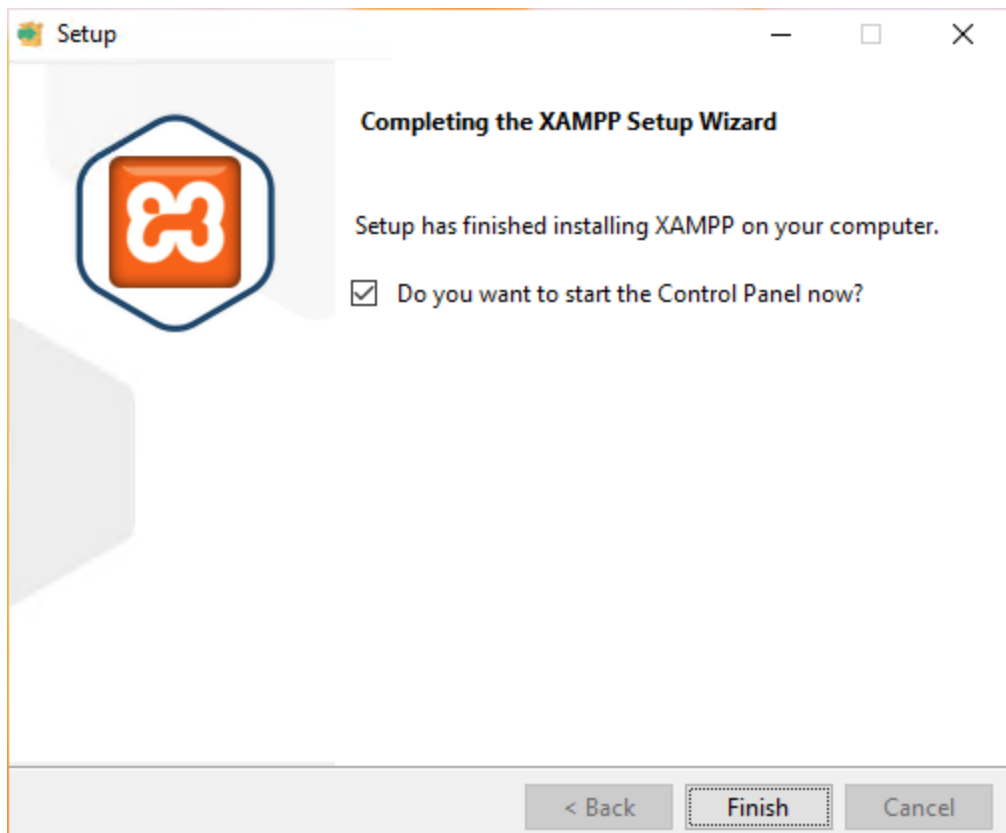 Setup
Completing the XAMPP Setup Wizard
Setup has finished installing XAMPP on your computer.
Do you want to start the Control Panel now?
< Back
Finish
Cancel